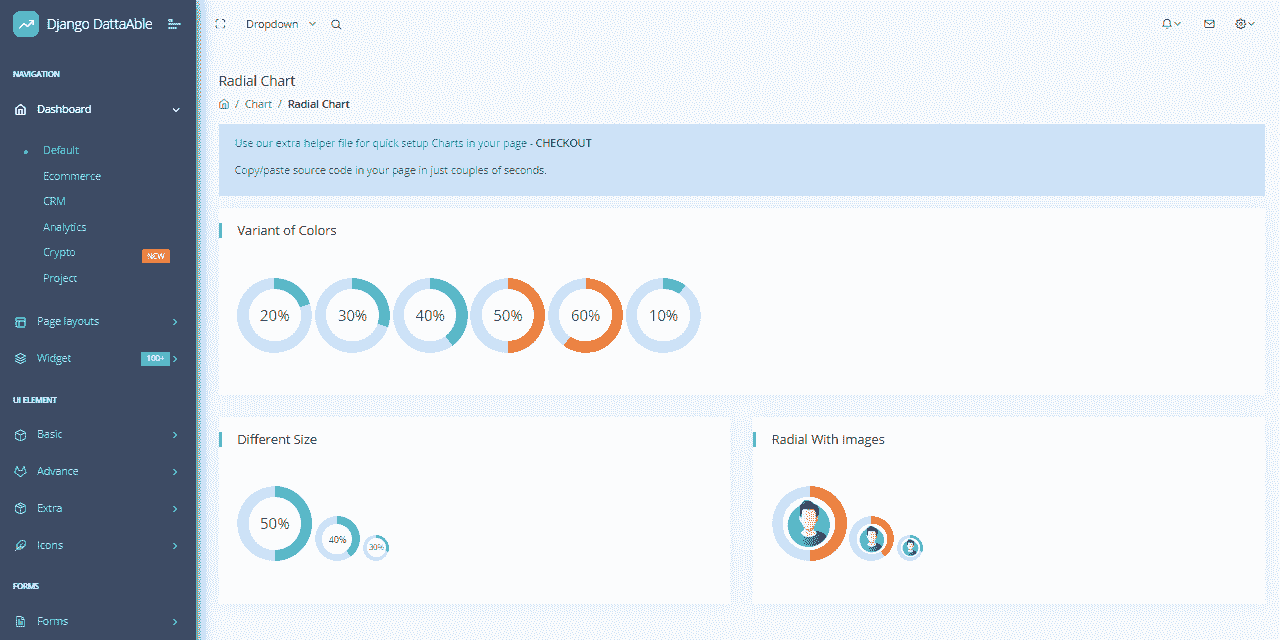 Django DattaAble
Dropdown
NAVIGATION
Dashboard
Default
Ecommerce
CRM
Analytics
Crypto
NEW
Project
Page layouts
Widget
100+
UI ELEMENT
Basic
Advance
Extra
Icons
FORMS
Forms
Radial Chart
/ Chart / Radial Chart
Use our extra helper file for quick setup Charts in your page - CHECKOUT
Copy/paste source code in your page in just couples of seconds.
Variant of Colors
20% 30% 40% 50% 60% 10%
Different Size
50% 40% 30%
Radial With Images